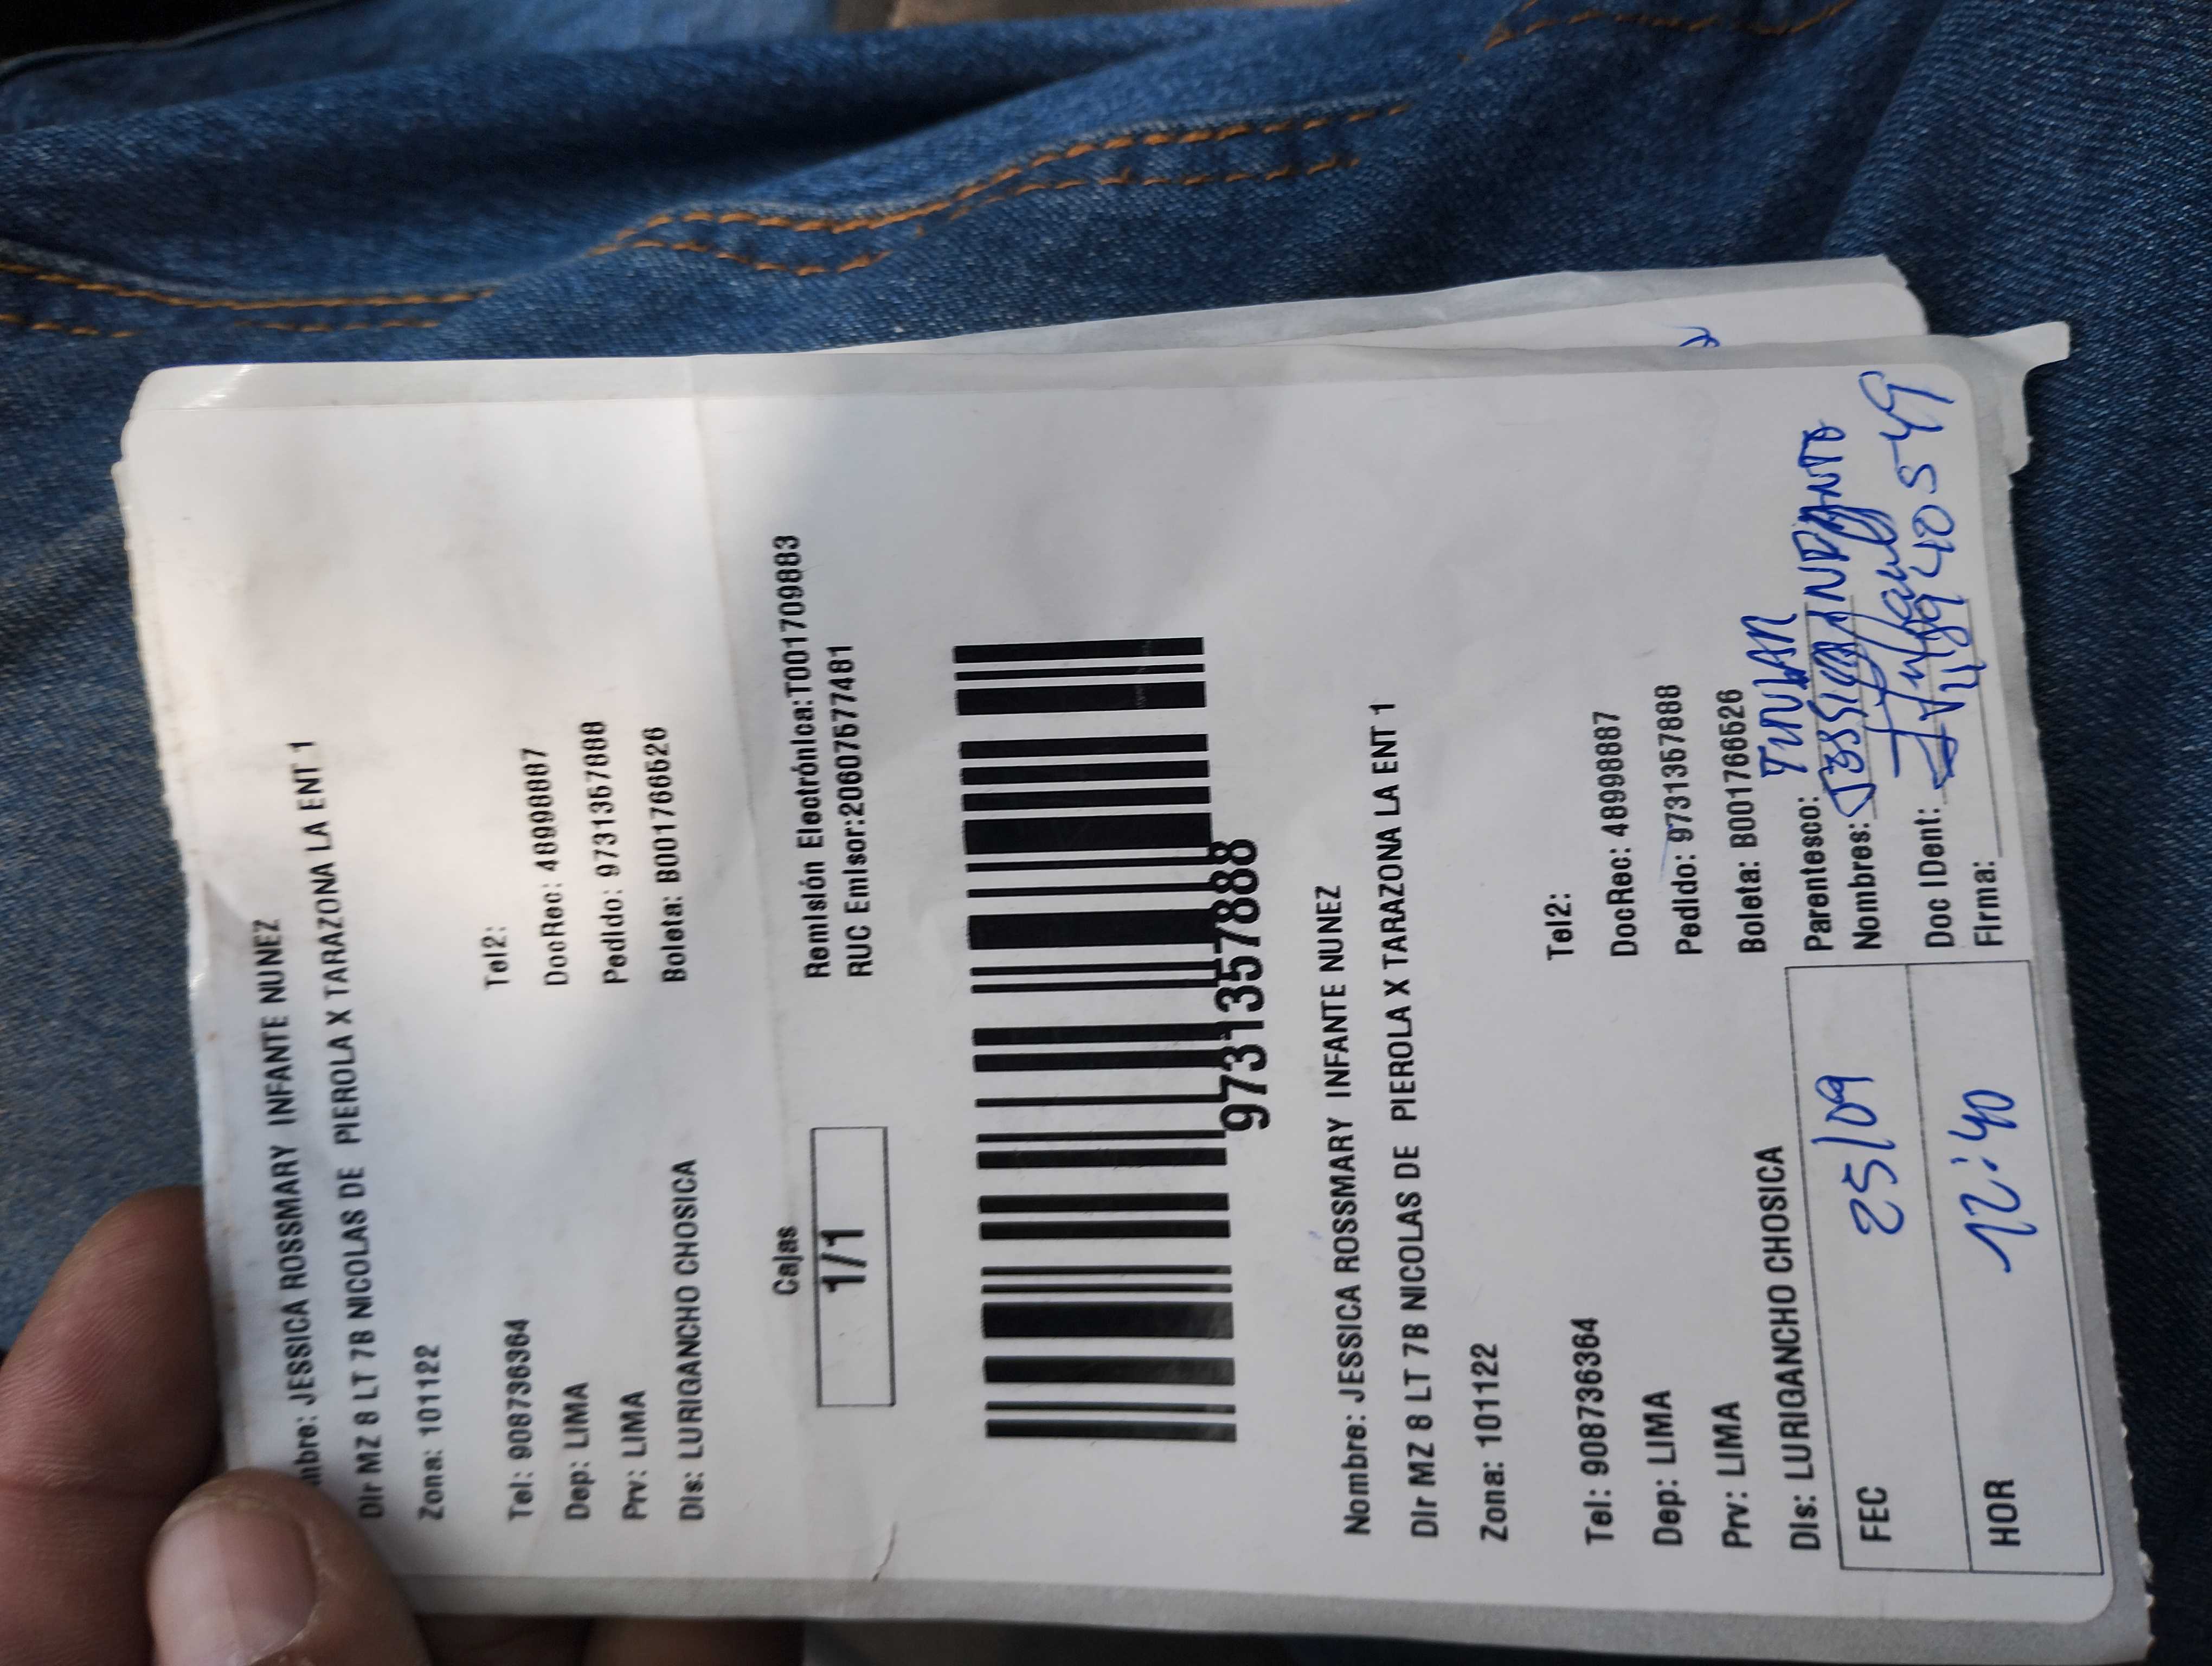 mbre: JESSICA ROSSMARY INFANTE NUNEZ
Dir MZ 8 LT 7B NICOLAS DE PIEROLA X TARAZONA LA ENT 1
Zona: 101122
Tel: 908736364
Tel2:
Dep: LIMA
DocRec: 48998887
Prv: LIMA
Pedido: 9731357888
Dis: LURIGANCHO CHOSICA
Boleta: B001766526
Cajas
1/1
Remisión Electrónica:T001709883
RUC Emisor:20607577481
9731357888
Nombre: JESSICA ROSSMARY INFANTE NUNEZ
Dir MZ 8 LT 7B NICOLAS DE PIEROLA X TARAZONA LA ENT 1
Zona: 101122
Tel: 908736364
Tel2:
Dep: LIMA
DocRec: 48998887
Prv: LIMA
Pedido: 9731357888
Dis: LURIGANCHO CHOSICA
Boleta: B001766526
FEC 25/09
HOR 12:40
Parentesco:
Nombres:
Doc IDent:
Firma: